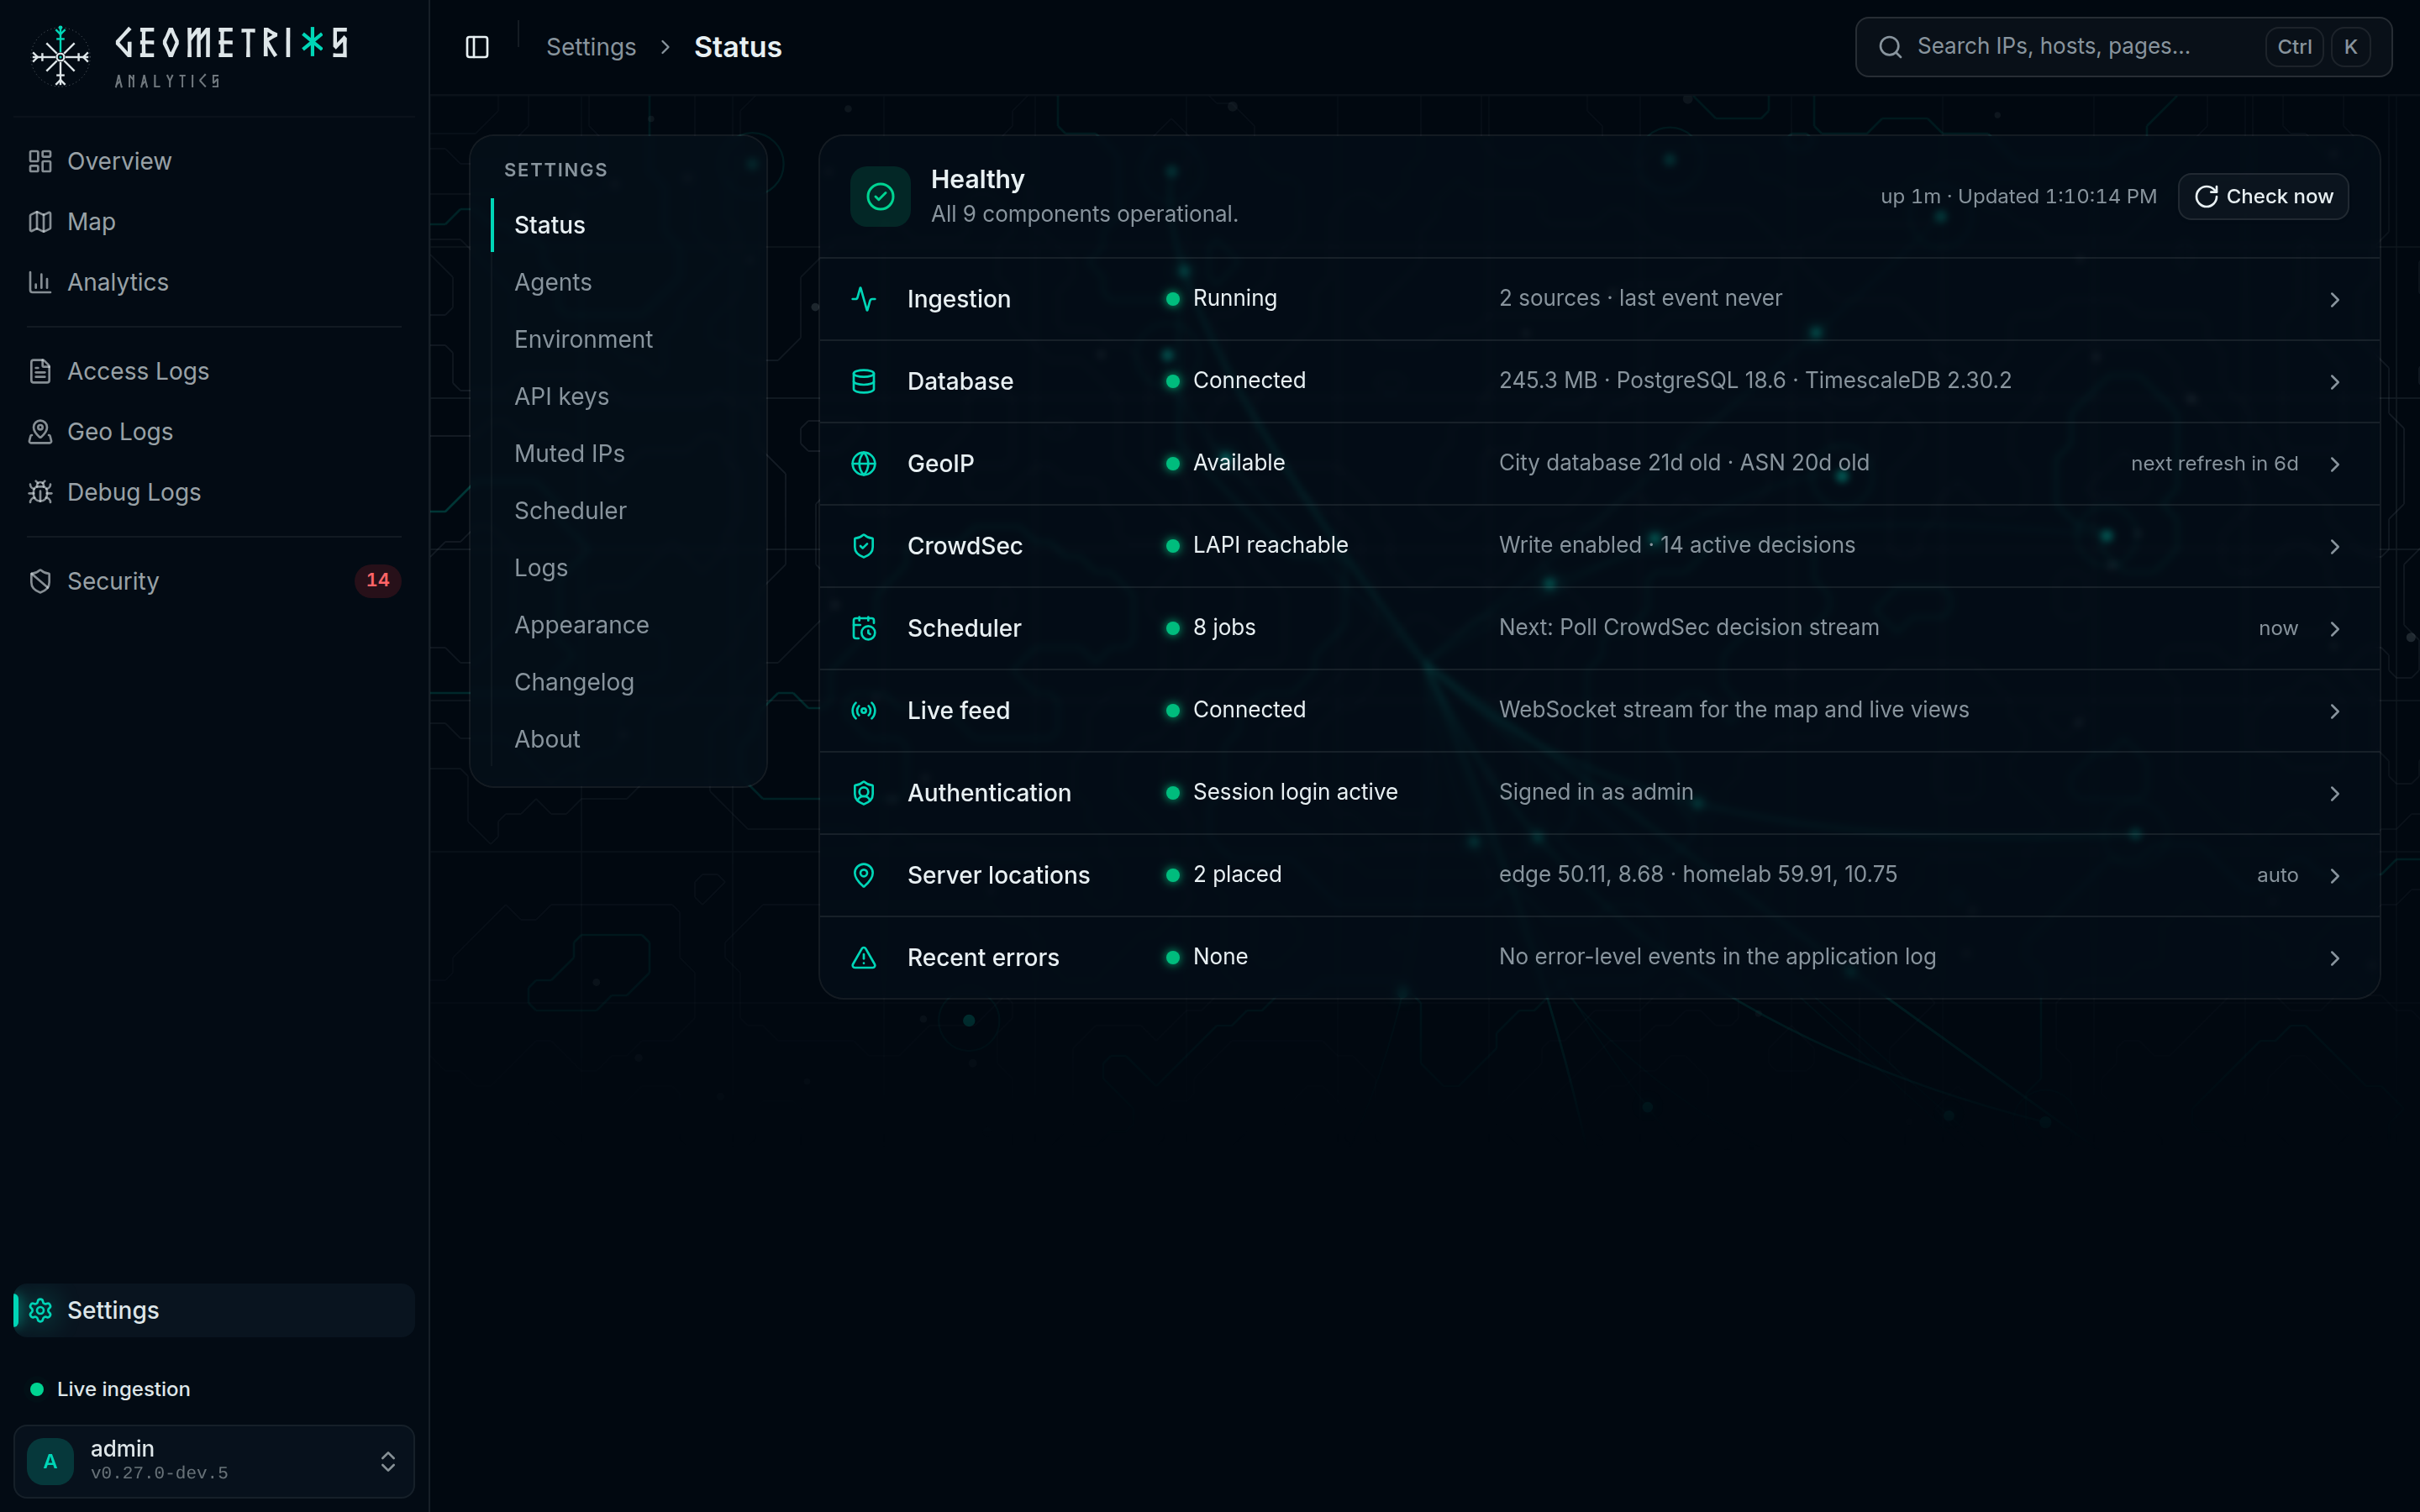 GEOMETRIS
ANALYTICS
Overview
Map
Analytics
Access Logs
Geo Logs
Debug Logs
Security
14
Settings
Live ingestion
A
admin
v0.27.0-dev.5
Settings > Status
Search IPs, hosts, pages...
Ctrl
K
SETTINGS
Status
Agents
Environment
API keys
Muted IPs
Scheduler
Logs
Appearance
Changelog
About
Healthy
All 9 components operational.
up 1m · Updated 1:10:14 PM
Check now
Ingestion Running 2 sources · last event never
Database Connected 245.3 MB · PostgreSQL 18.6 · TimescaleDB 2.30.2
GeoIP Available City database 21d old · ASN 20d old next refresh in 6d
CrowdSec LAPI reachable Write enabled · 14 active decisions
Scheduler 8 jobs Next: Poll CrowdSec decision stream now
Live feed Connected WebSocket stream for the map and live views
Authentication Session login active Signed in as admin
Server locations 2 placed edge 50.11, 8.68 · homelab 59.91, 10.75 auto
Recent errors None No error-level events in the application log